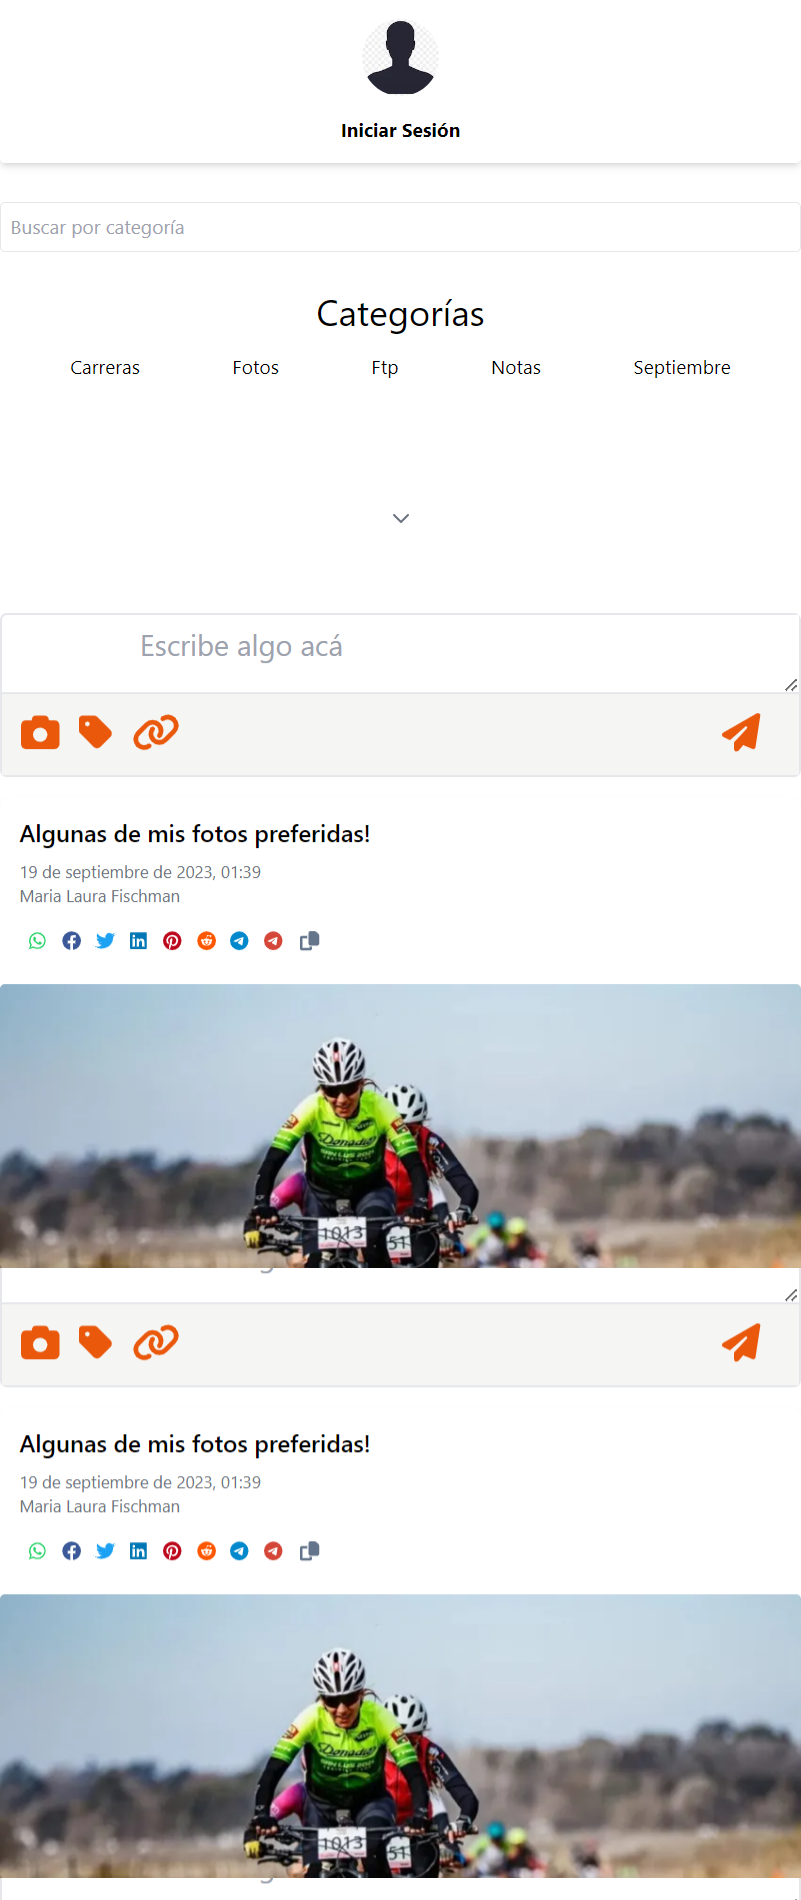 Iniciar Sesión
Buscar por categoría
Categorías
Carreras Fotos Ftp Notas Septiembre
Escribe algo acá
Algunas de mis fotos preferidas!
19 de septiembre de 2023, 01:39
Maria Laura Fischman
Donadio
1013
51
Algunas de mis fotos preferidas!
19 de septiembre de 2023, 01:39
Maria Laura Fischman
Donadio
1013
51